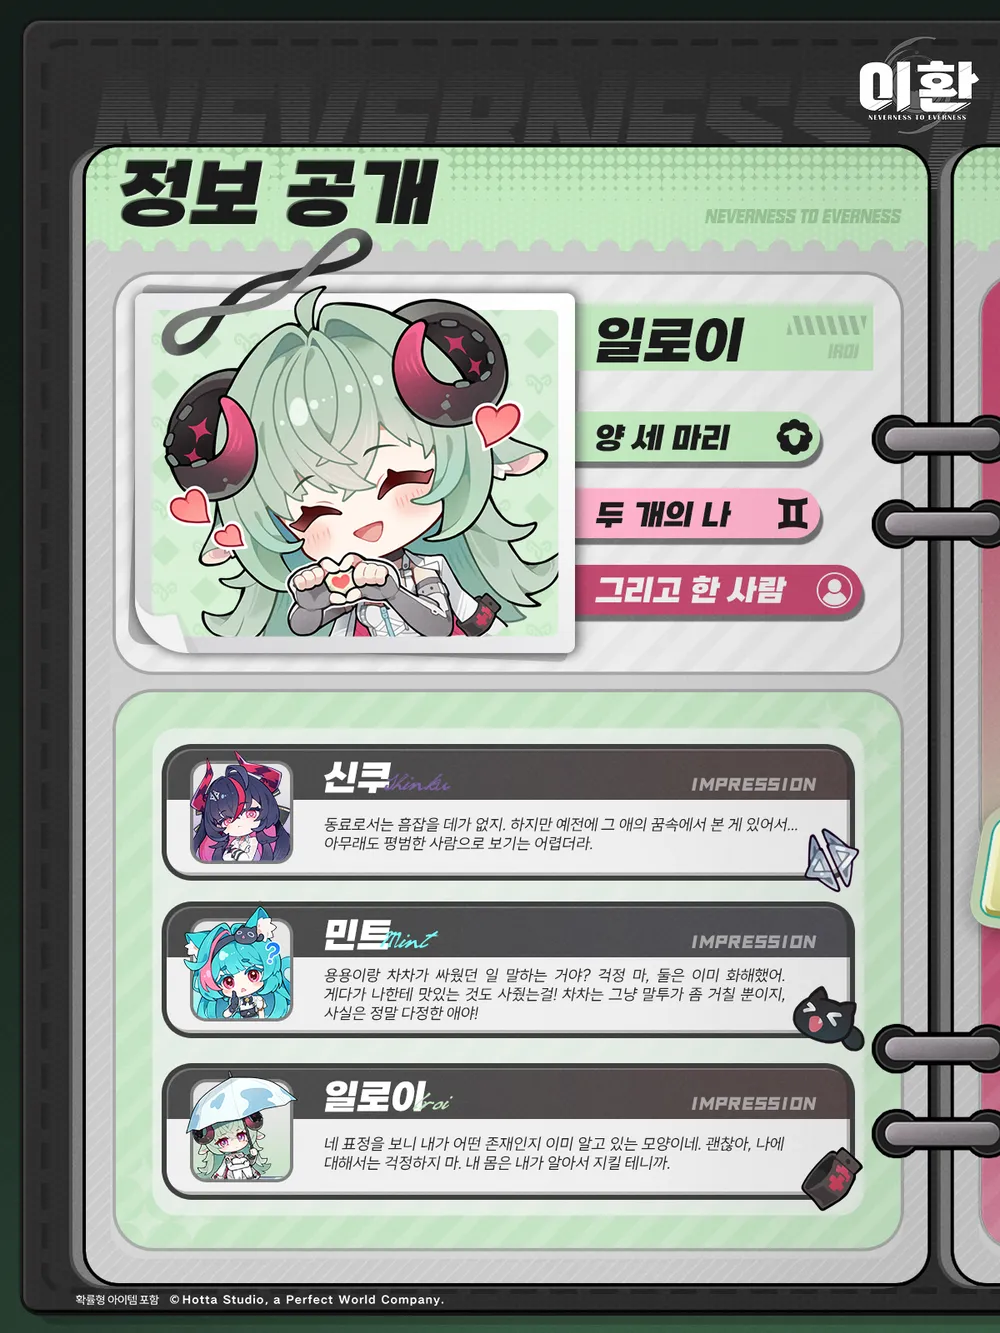 NEVERNESS
이환
NEVERNESS TO EVERNESS
정보 공개
NEVERNESS TO EVERNESS
일로이
IROI
양 세 마리
두 개의 나
그리고 한 사람
신쿠
Shinku
IMPRESSION
동료로서는 흠잡을 데가 없지. 하지만 예전에 그 애의 꿈속에서 본 게 있어서...
아무래도 평범한 사람으로 보기는 어렵더라.
민트
Mint
IMPRESSION
용용이랑 차차가 싸웠던 일 말하는 거야? 걱정 마, 둘은 이미 화해했어.
게다가 나한테 맛있는 것도 사줬는걸! 차차는 그냥 말투가 좀 거칠 뿐이지,
사실은 정말 다정한 애야!
일로이
Iroi
IMPRESSION
네 표정을 보니 내가 어떤 존재인지 이미 알고 있는 모양이네. 괜찮아, 나에
대해서는 걱정하지 마. 내 몸은 내가 알아서 지킬 테니까.
확률형 아이템 포함 © Hotta Studio, a Perfect World Company.